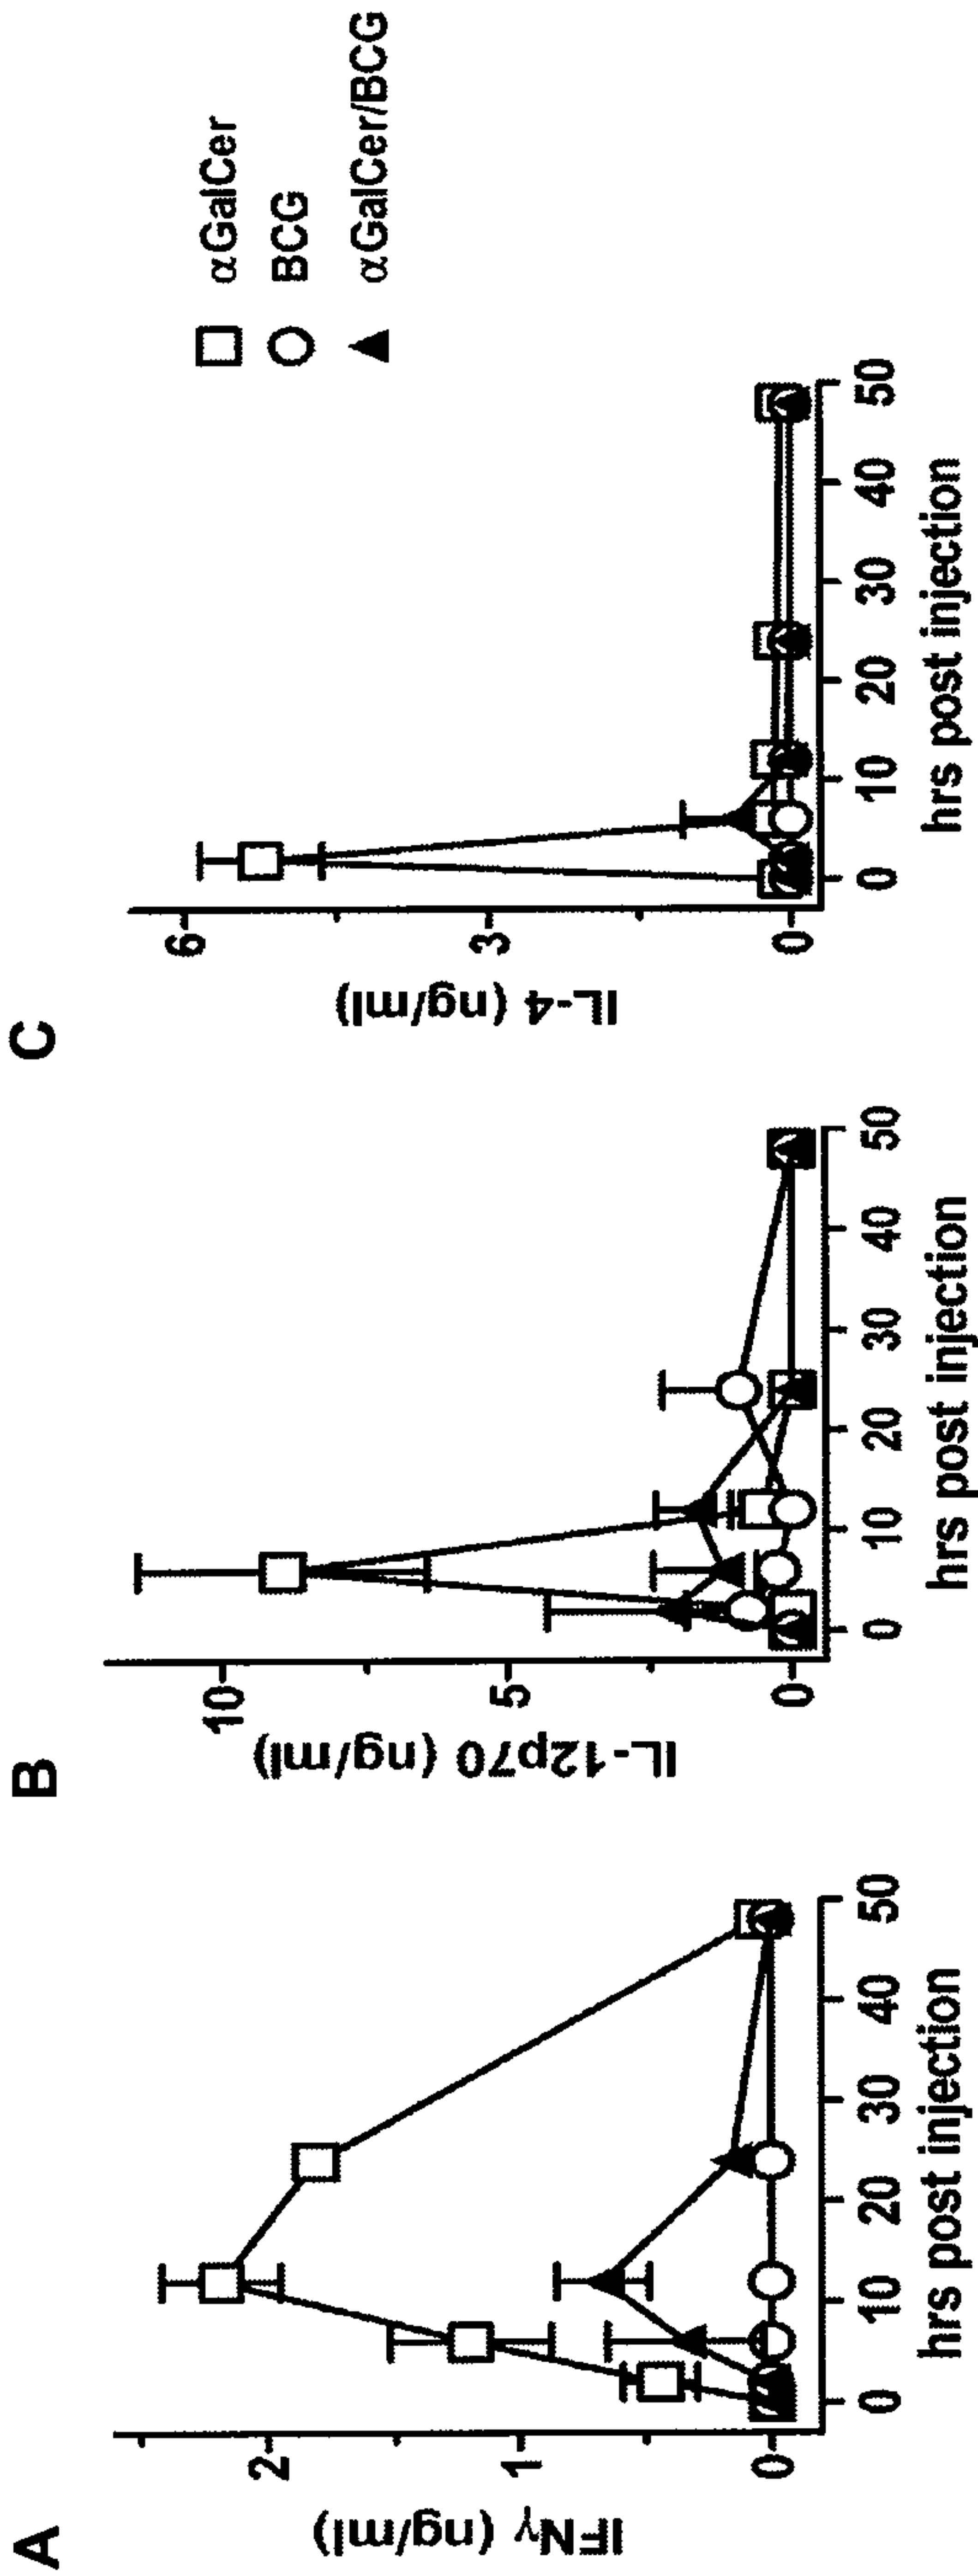 A
IFNγ (ng/ml)
2
1
0
0 10 20 30 40 50
hrs post injection
B
IL-12p70 (ng/ml)
10
5
0
0 10 20 30 40 50
hrs post injection
C
IL-4 (ng/ml)
6
3
0
0 10 20 30 40 50
hrs post injection
αGalCer
BCG
αGalCer/BCG